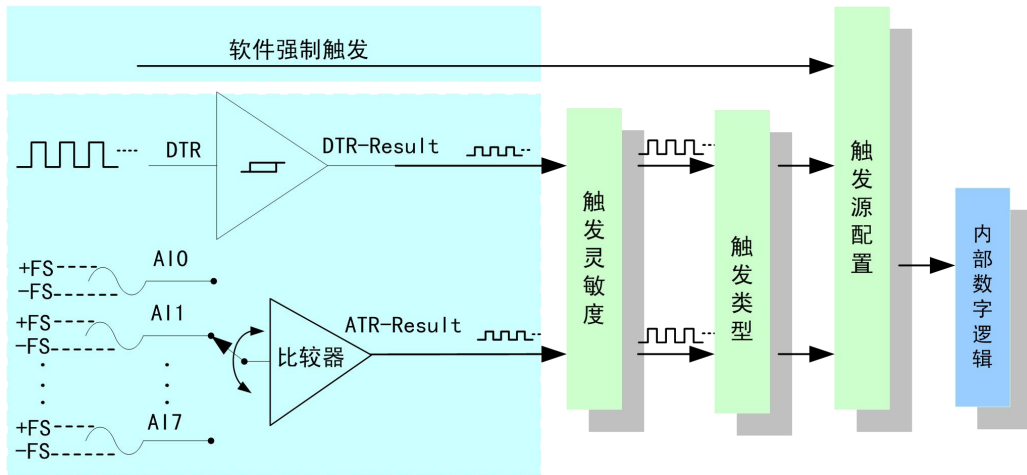 软件强制触发
DTR
DTR-Result
AI0
+FS
-FS
AI1
+FS
-FS
比较器
ATR-Result
AI7
+FS
-FS
触发灵敏度
触发类型
触发源配置
内部数字逻辑